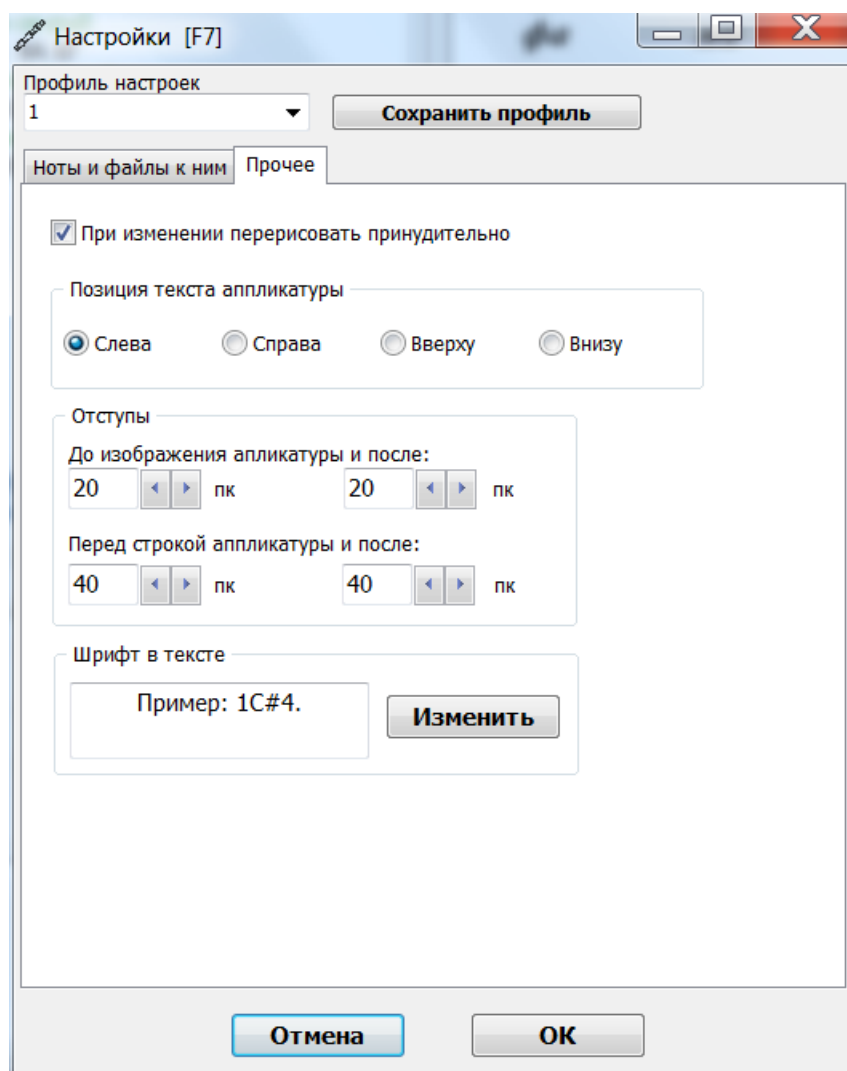 Настройки [F7]
Профиль настроек
1 Сохранить профиль
Ноты и файлы к ним Прочее
При изменении перерисовать принудительно
Позиция текста аппликатуры
Слева Справа Вверху Внизу
Отступы
До изображения апликатуры и после:
20 пк 20 пк
Перед строкой аппликатуры и после:
40 пк 40 пк
Шрифт в тексте
Пример: 1C#4. Изменить
Отмена OK